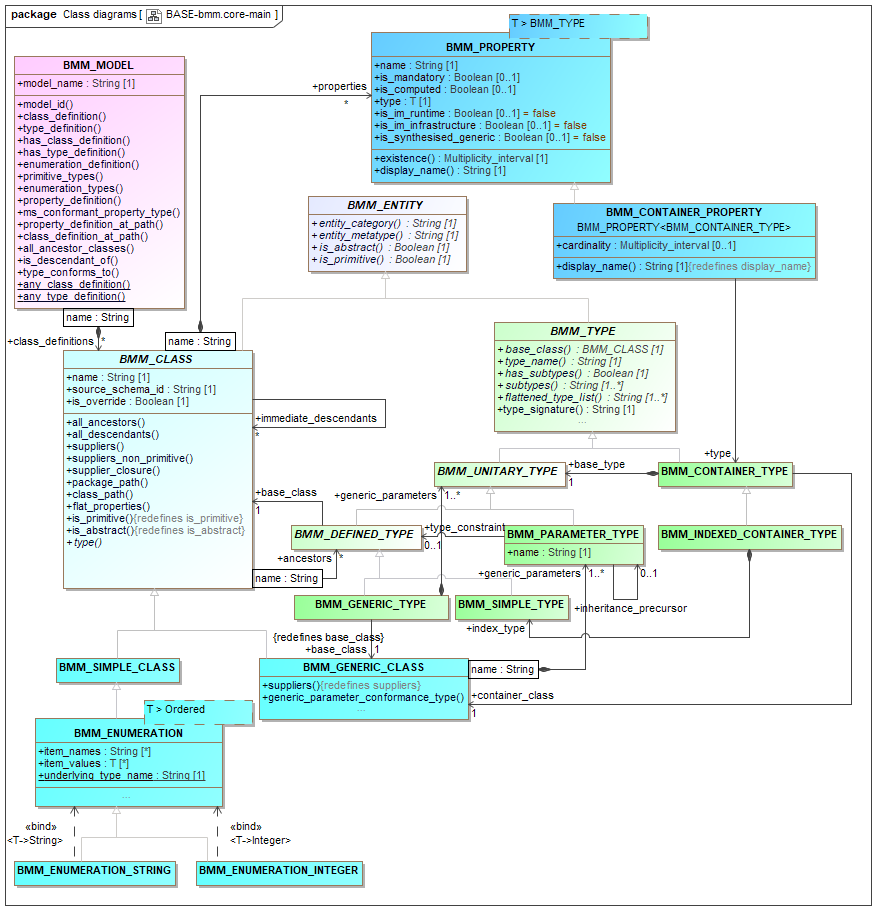 package Class diagrams [ BASE-bmm.core-main ]
T > BMM_TYPE
BMM_PROPERTY
+name : String [1]
+is_mandatory : Boolean [0..1]
+is_computed : Boolean [0..1]
+type : T [1]
+is_im_runtime : Boolean [0..1] = false
+is_im_infrastructure : Boolean [0..1] = false
+is_synthesised_generic : Boolean [0..1] = false
+existence() : Multiplicity_interval [1]
+display_name() : String [1]
BMM_MODEL
+model_name : String [1]
+model_id()
+class_definition()
+type_definition()
+has_class_definition()
+has_type_definition()
+enumeration_definition()
+primitive_types()
+enumeration_types()
+property_definition()
+ms_conformant_property_type()
+property_definition_at_path()
+class_definition_at_path()
+all_ancestor_classes()
+is_descendant_of()
+type_conforms_to()
+any_class_definition()
+any_type_definition()
name : String
+class_definitions
*
+properties
*
name : String
BMM_ENTITY
+entity_category() : String [1]
+entity_metatype() : String [1]
+is_abstract() : Boolean [1]
+is_primitive() : Boolean [1]
BMM_CONTAINER_PROPERTY
BMM_PROPERTY<BMM_CONTAINER_TYPE>
+cardinality : Multiplicity_interval [0..1]
+display_name() : String [1]{redefines display_name}
BMM_CLASS
+name : String [1]
+source_schema_id : String [1]
+is_override : Boolean [1]
+all_ancestors()
+all_descendants()
+suppliers()
+suppliers_non_primitive()
+supplier_closure()
+package_path()
+class_path()
+flat_properties()
+is_primitive(){redefines is_primitive}
+is_abstract(){redefines is_abstract}
+type()
+immediate_descendants
*
BMM_TYPE
+base_class() : BMM_CLASS [1]
+type_name() : String [1]
+has_subtypes() : Boolean [1]
+subtypes() : String [1..*]
+flattened_type_list() : String [1..*]
+type_signature() : String [1]
...
+type
BMM_UNITARY_TYPE
+base_type
1
BMM_CONTAINER_TYPE
+base_class
1
+generic_parameters
1..*
BMM_DEFINED_TYPE
+type_constraint
0..1
BMM_PARAMETER_TYPE
+name : String [1]
BMM_INDEXED_CONTAINER_TYPE
+ancestors
*
name : String
+generic_parameters
1..*
0..1
+inheritance_precursor
BMM_GENERIC_TYPE
BMM_SIMPLE_TYPE
+index_type
{redefines base_class}
+base_class
1
BMM_SIMPLE_CLASS
BMM_GENERIC_CLASS
+suppliers(){redefines suppliers}
+generic_parameter_conformance_type()
...
name : String
+container_class
1
T > Ordered
BMM_ENUMERATION
+item_names : String [*]
+item_values : T [*]
+underlying_type_name : String [1]
...
«bind»
<T->String>
«bind»
<T->Integer>
BMM_ENUMERATION_STRING
BMM_ENUMERATION_INTEGER